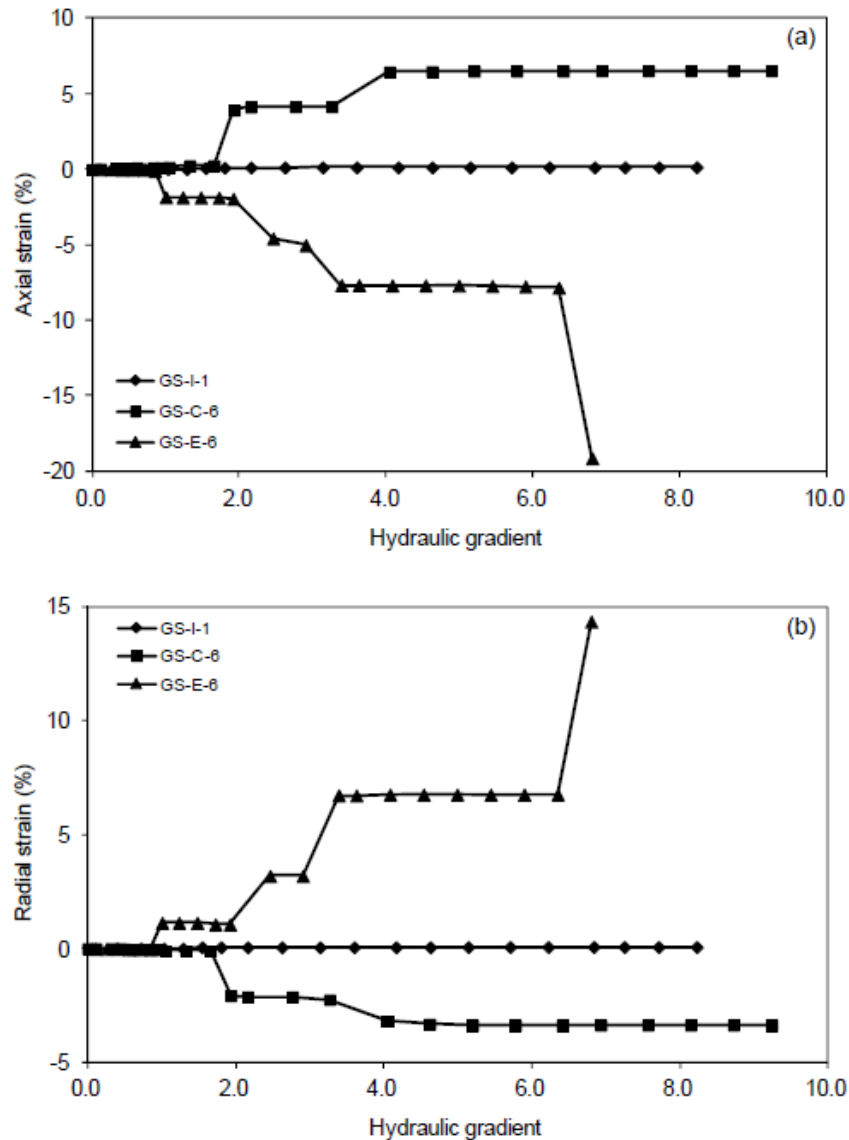 10
(a)
5
0
-5
-10
-15
-20
Axial strain (%)
GS-I-1
GS-C-6
GS-E-6
0.0 2.0 4.0 6.0 8.0 10.0
Hydraulic gradient
15
(b)
10
5
0
-5
Radial strain (%)
GS-I-1
GS-C-6
GS-E-6
0.0 2.0 4.0 6.0 8.0 10.0
Hydraulic gradient